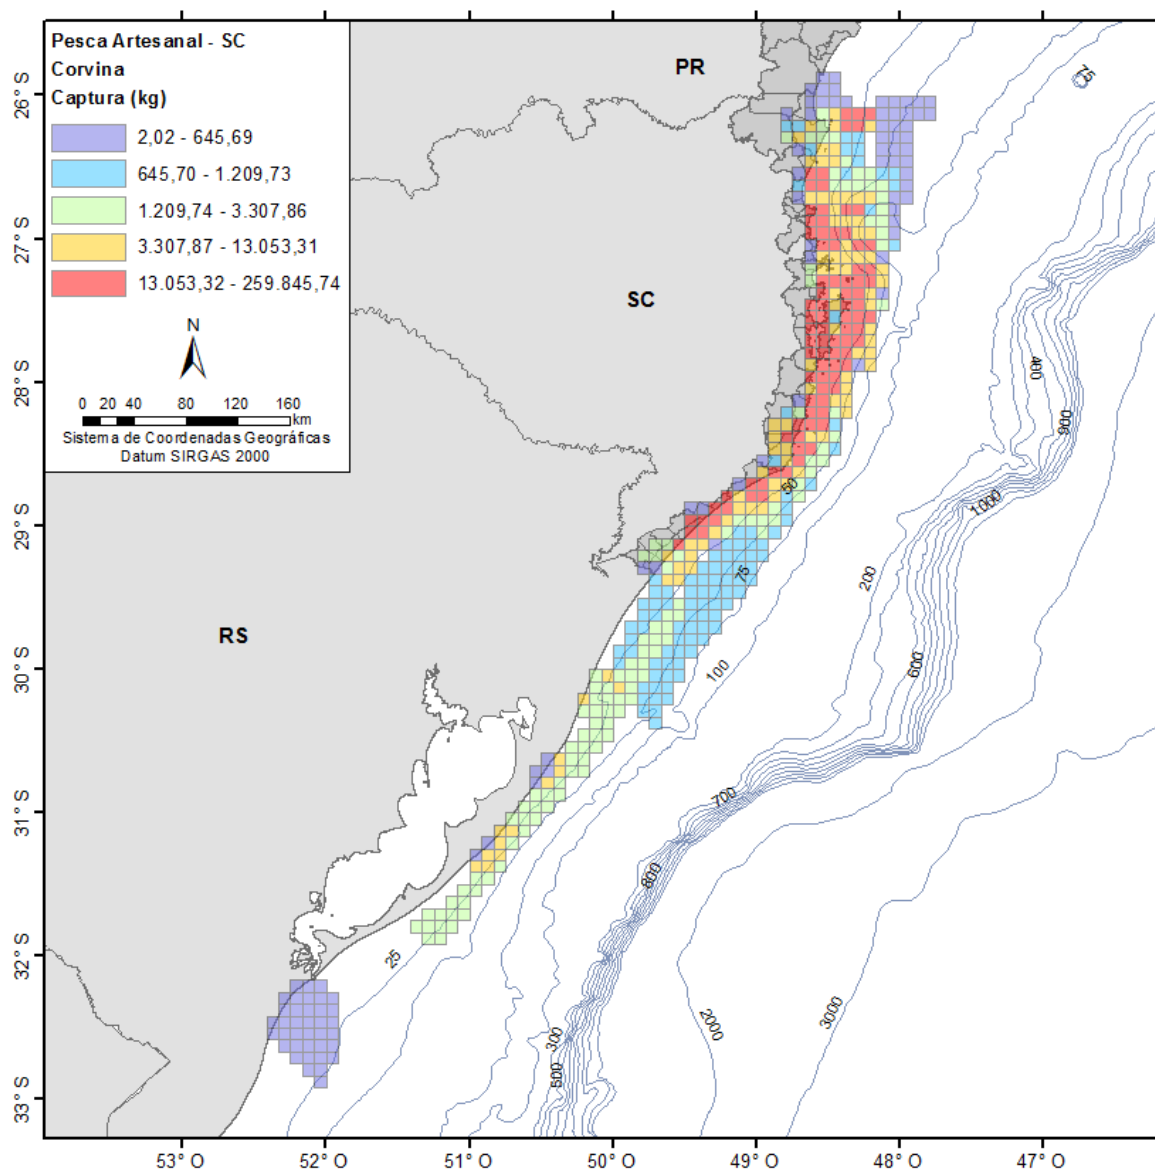 Pesca Artesanal - SC
Corvina
Captura (kg)
2,02 - 645,69
645,70 - 1.209,73
1.209,74 - 3.307,86
3.307,87 - 13.053,31
13.053,32 - 259.845,74
N
0 20 40 80 120 160
km
Sistema de Coordenadas Geográficas
Datum SIRGAS 2000
PR
SC
RS
75
400
900
1000
50
200
75
600
100
700
800
25
300
500
2000
3000
26° S
27° S
28° S
29° S
30° S
31° S
32° S
33° S
53° O
52° O
51° O
50° O
49° O
48° O
47° O